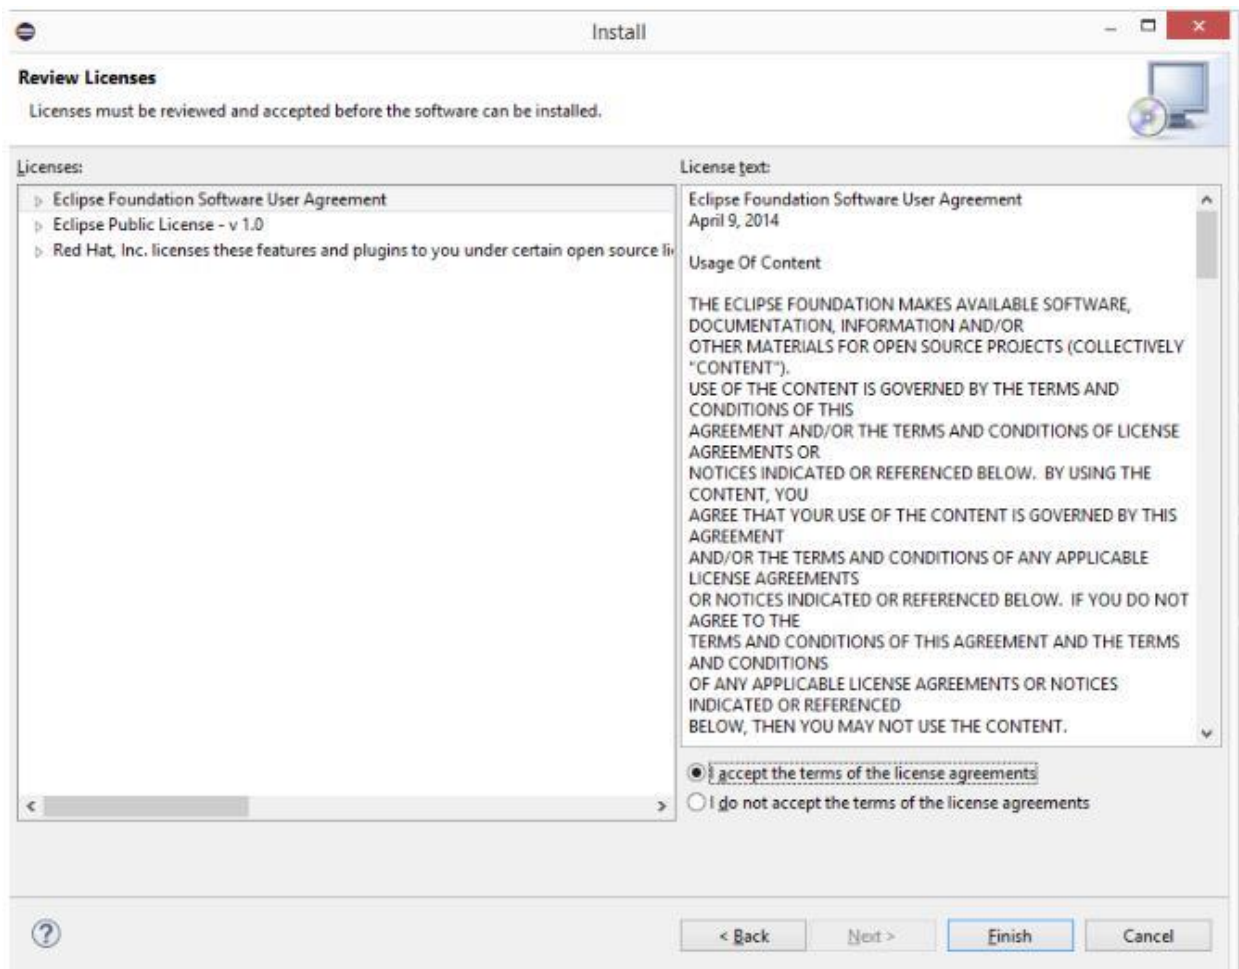 Install
Review Licenses
Licenses must be reviewed and accepted before the software can be installed.
Licenses:
Eclipse Foundation Software User Agreement
Eclipse Public License - v 1.0
Red Hat, Inc. licenses these features and plugins to you under certain open source li
License text:
Eclipse Foundation Software User Agreement
April 9, 2014
Usage Of Content
THE ECLIPSE FOUNDATION MAKES AVAILABLE SOFTWARE,
DOCUMENTATION, INFORMATION AND/OR
OTHER MATERIALS FOR OPEN SOURCE PROJECTS (COLLECTIVELY
"CONTENT").
USE OF THE CONTENT IS GOVERNED BY THE TERMS AND
CONDITIONS OF THIS
AGREEMENT AND/OR THE TERMS AND CONDITIONS OF LICENSE
AGREEMENTS OR
NOTICES INDICATED OR REFERENCED BELOW.  BY USING THE
CONTENT, YOU
AGREE THAT YOUR USE OF THE CONTENT IS GOVERNED BY THIS
AGREEMENT
AND/OR THE TERMS AND CONDITIONS OF ANY APPLICABLE
LICENSE AGREEMENTS
OR NOTICES INDICATED OR REFERENCED BELOW.  IF YOU DO NOT
AGREE TO THE
TERMS AND CONDITIONS OF THIS AGREEMENT AND THE TERMS
AND CONDITIONS
OF ANY APPLICABLE LICENSE AGREEMENTS OR NOTICES
INDICATED OR REFERENCED
BELOW, THEN YOU MAY NOT USE THE CONTENT.
I accept the terms of the license agreements
I do not accept the terms of the license agreements
< Back
Next >
Finish
Cancel